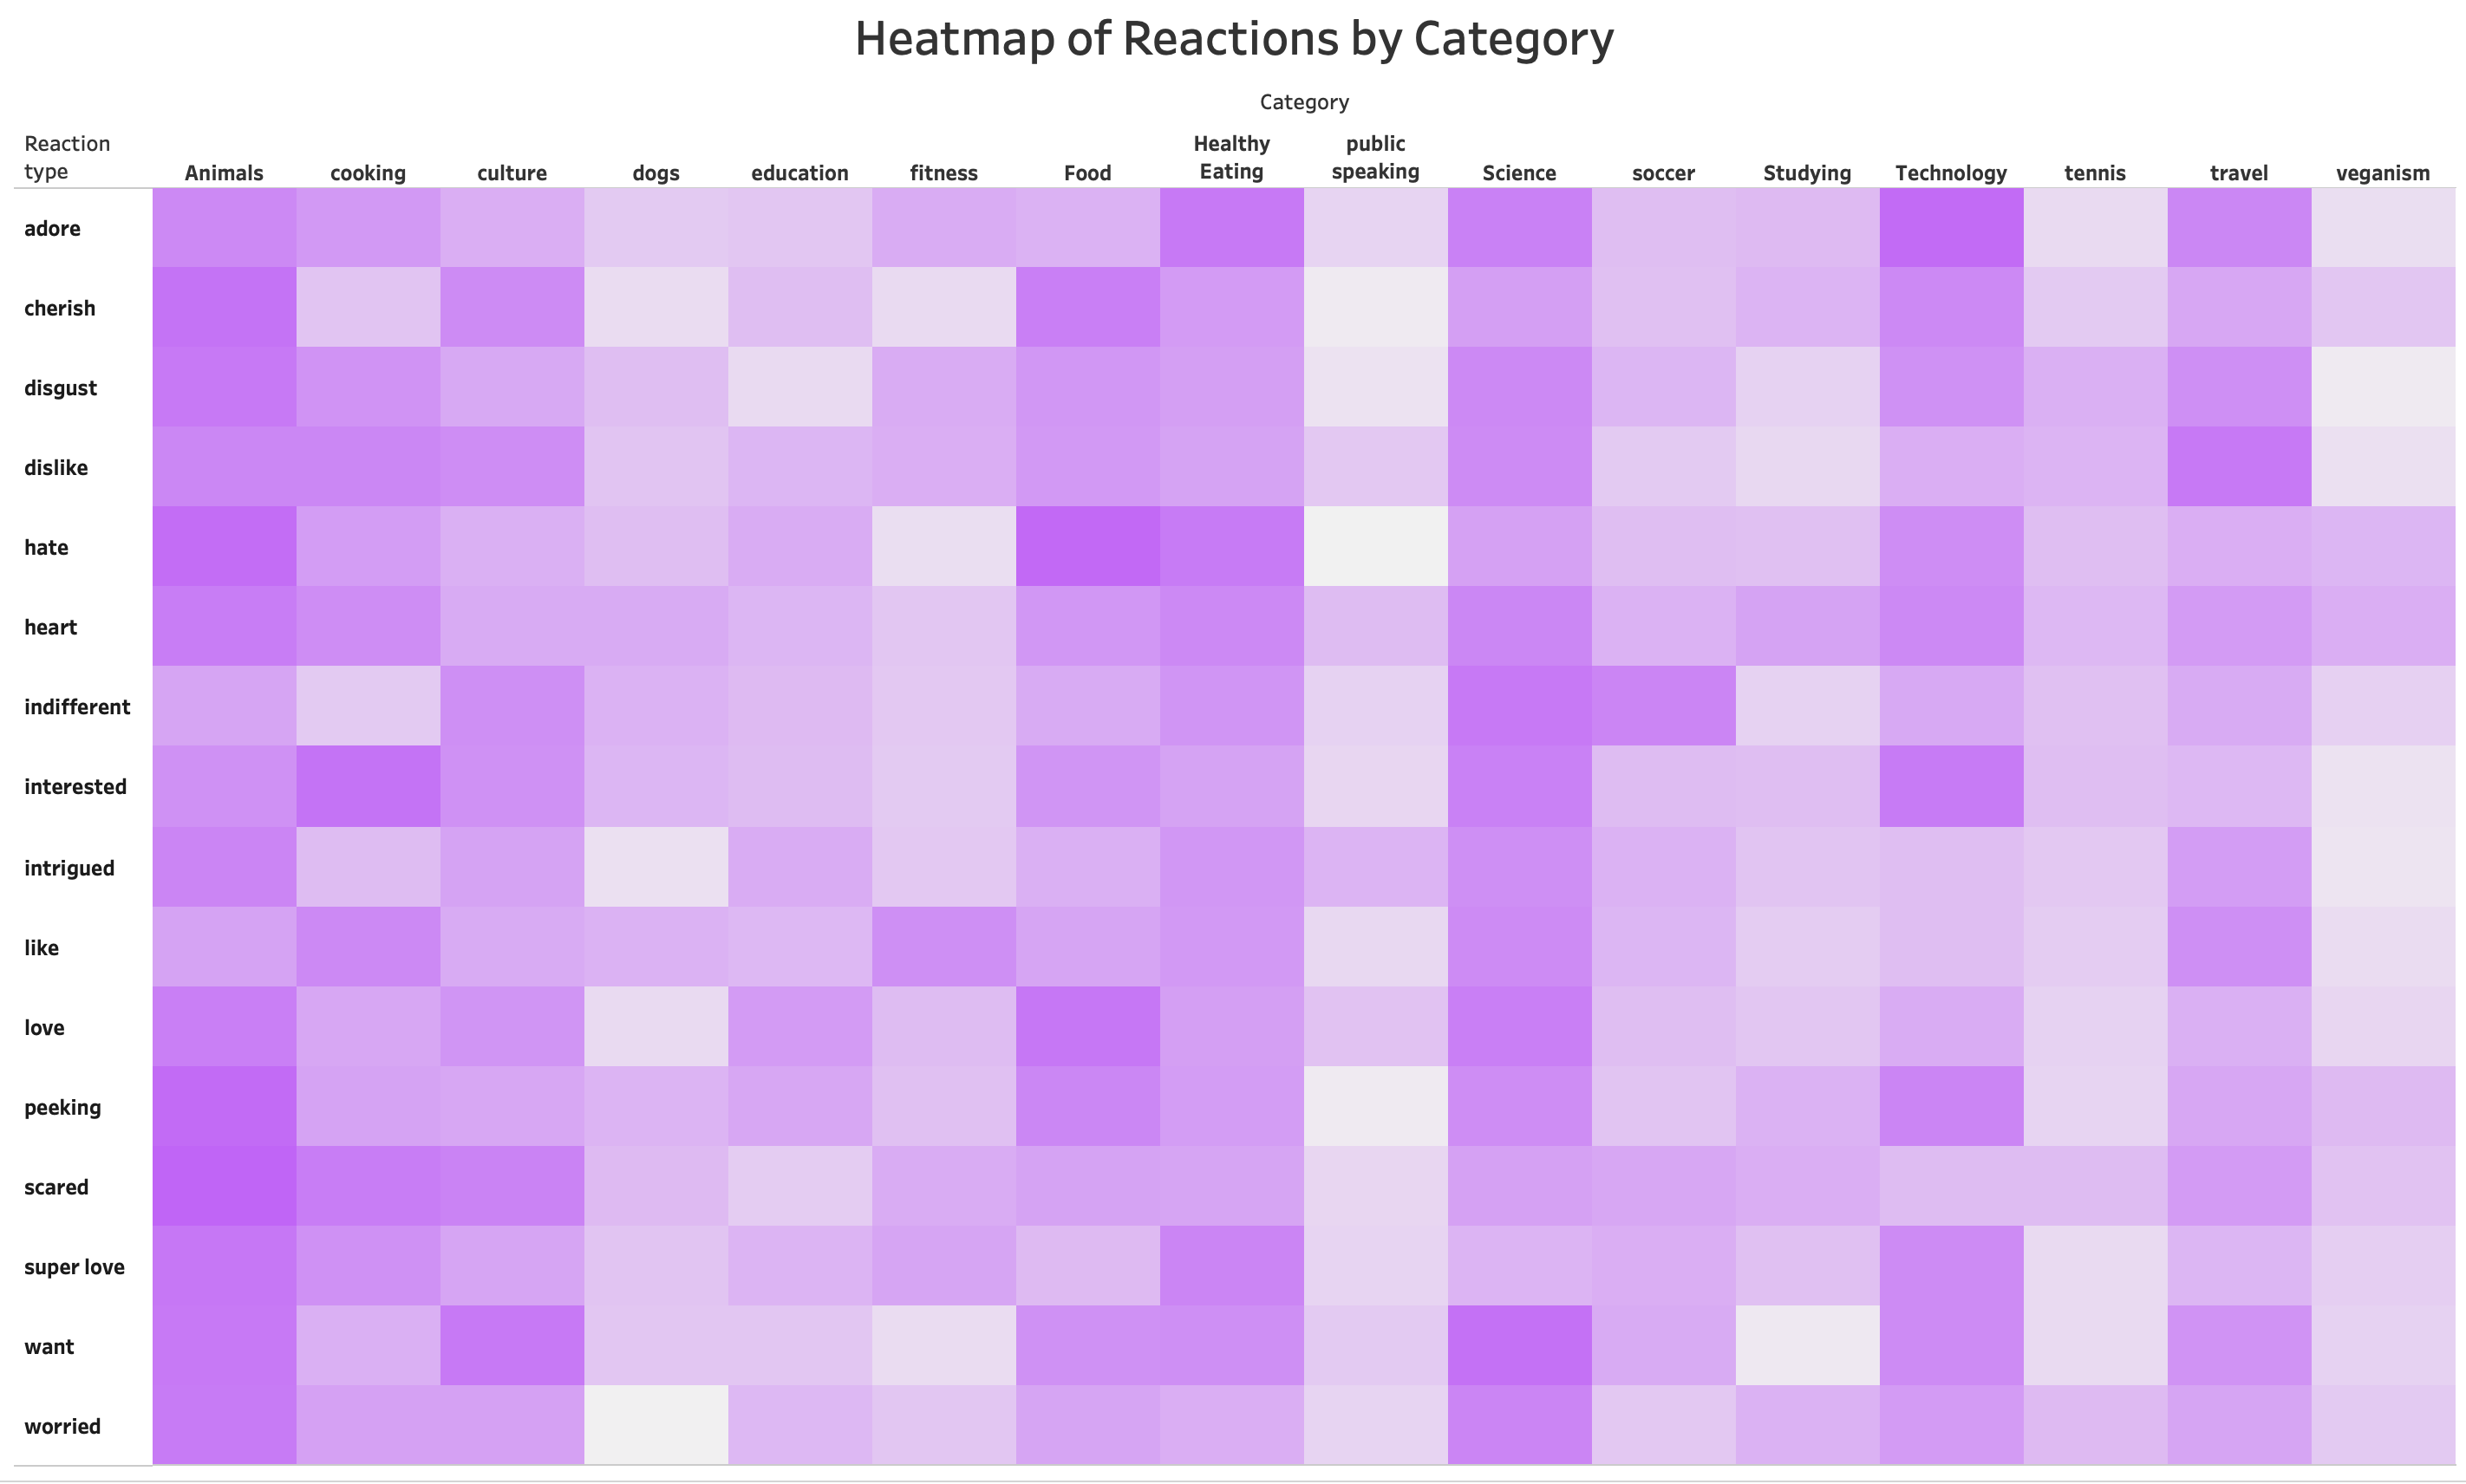 Heatmap of Reactions by Category
Category
Reaction
type
Animals cooking culture dogs education fitness Food Healthy Eating public speaking Science soccer Studying Technology tennis travel veganism
adore
cherish
disgust
dislike
hate
heart
indifferent
interested
intrigued
like
love
peeking
scared
super love
want
worried